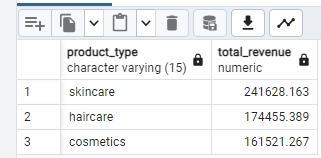 product_type total_revenue
character varying (15) numeric
1 skincare 241628.163
2 haircare 174455.389
3 cosmetics 161521.267